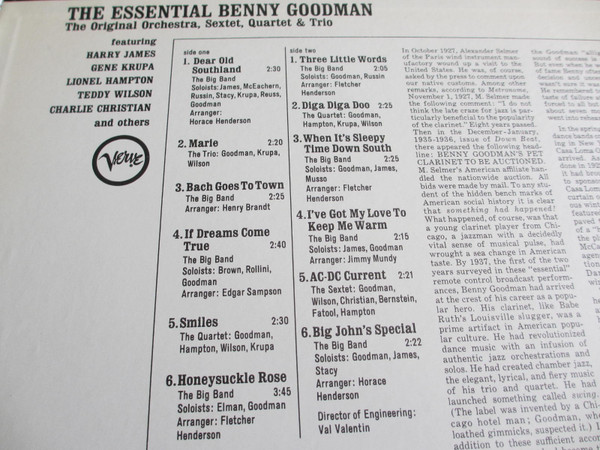 THE ESSENTIAL BENNY GOODMAN
The Original Orchestra, Sextet, Quartet & Trio
featuring
HARRY JAMES
GENE KRUPA
LIONEL HAMPTON
TEDDY WILSON
CHARLIE CHRISTIAN
and others
Verve
side one
1. Dear Old
Southland 2:30
The Big Band
Soloists: James, McEachern,
Russin, Stacy, Krupa, Reuss,
Goodman
Arranger:
Horace Henderson
2. Marie 2:20
The Trio: Goodman, Krupa,
Wilson
3. Bach Goes To Town
The Big Band 2:25
Arranger: Henry Brandt
4. If Dreams Come
True 2:40
The Big Band
Soloists: Brown, Rollini,
Goodman
Arranger: Edgar Sampson
5. Smiles 2:30
The Quartet: Goodman,
Hampton, Wilson, Krupa
6. Honeysuckle Rose
The Big Band 3:45
Soloists: Elman, Goodman
Arranger: Fletcher
Henderson
side two
1. Three Little Words
The Big Band 2:05
Soloists: Goodman, Russin
Arranger: Fletcher
Henderson
2. Diga Diga Doo 2:25
The Quartet: Goodman,
Hampton, Krupa, Wilson
3. When It's Sleepy
Time Down South
The Big Band 2:25
Soloists: Goodman, James,
Musso
Arranger: Fletcher
Henderson
4. I've Got My Love To
Keep Me Warm
The Big Band 2:15
Soloists: James, Goodman
Arranger: Jimmy Mundy
5. AC-DC Current 2:21
The Sextet: Goodman,
Wilson, Christian, Bernstein,
Fatool, Hampton
6. Big John's Special
The Big Band 2:22
Soloists: Goodman, James,
Stacy
Arranger: Horace
Henderson
Director of Engineering:
Val Valentin
In October 1927, Alexander Selmer
of the Paris wind instrument man-
ufactory wound up a visit to the
United States. He was, of course,
asked by the press to comment upon
our native customs. Among other
remarks, according to Metronome,
November 1, 1927, M. Selmer made
the following comment: "I do not
think the late craze for jazz is par-
ticularly beneficial to the popularity
of the clarinet." Eight years passed.
Then in the December-January,
1935-1936, issue of Down Beat,
there appeared the following head-
line: BENNY GOODMAN'S PET
CLARINET TO BE AUCTIONED.
M. Selmer's American affiliate han-
dled the nationwide auction. All
bids were made by mail. To any stu-
dent of the hidden bench marks of
American social history it is clear
that something had happened!
What happened, of course, was that
a young clarinet player from Chi-
cago, a jazzman with a decidedly
vital sense of musical pulse, had
wrought a sea change in American
taste. By 1937, the first of the two
years surveyed in these "essential"
remote control broadcast perform-
ances, Benny Goodman had arrived
at the crest of his career as a popu-
lar hero. His clarinet, like Babe
Ruth's Louisville slugger, was a
prime artifact in American popu-
lar culture. He had revolutionized
dance music with an infusion of
authentic jazz orchestrations and
solos. He had created chamber jazz,
the elegant, lyrical, and fiery music
of his trio and quartet. He had
launched something called swing.
(The label was invented by a Chi-
cago hotel man; Goodman, who
loathed gimmicks, suspected it.)
addition to these sufficient